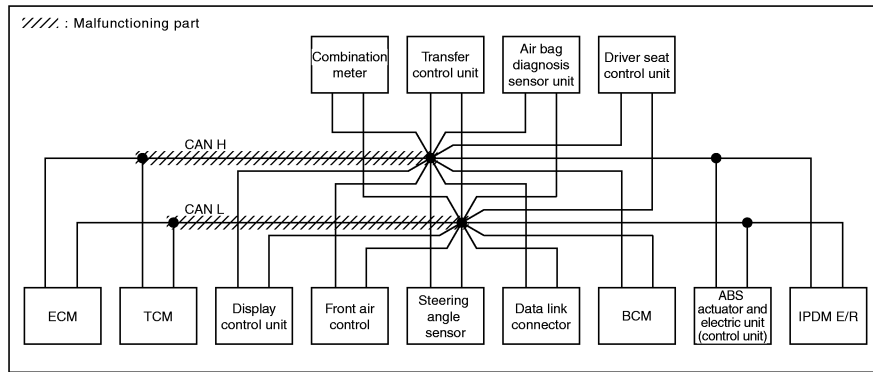 : Malfunctioning part
Combination
meter
Transfer
control unit
Air bag
diagnosis
sensor unit
Driver seat
control unit
CAN H
CAN L
ECM
TCM
Display
control unit
Front air
control
Steering
angle
sensor
Data link
connector
BCM
ABS
actuator and
electric unit
(control unit)
IPDM E/R